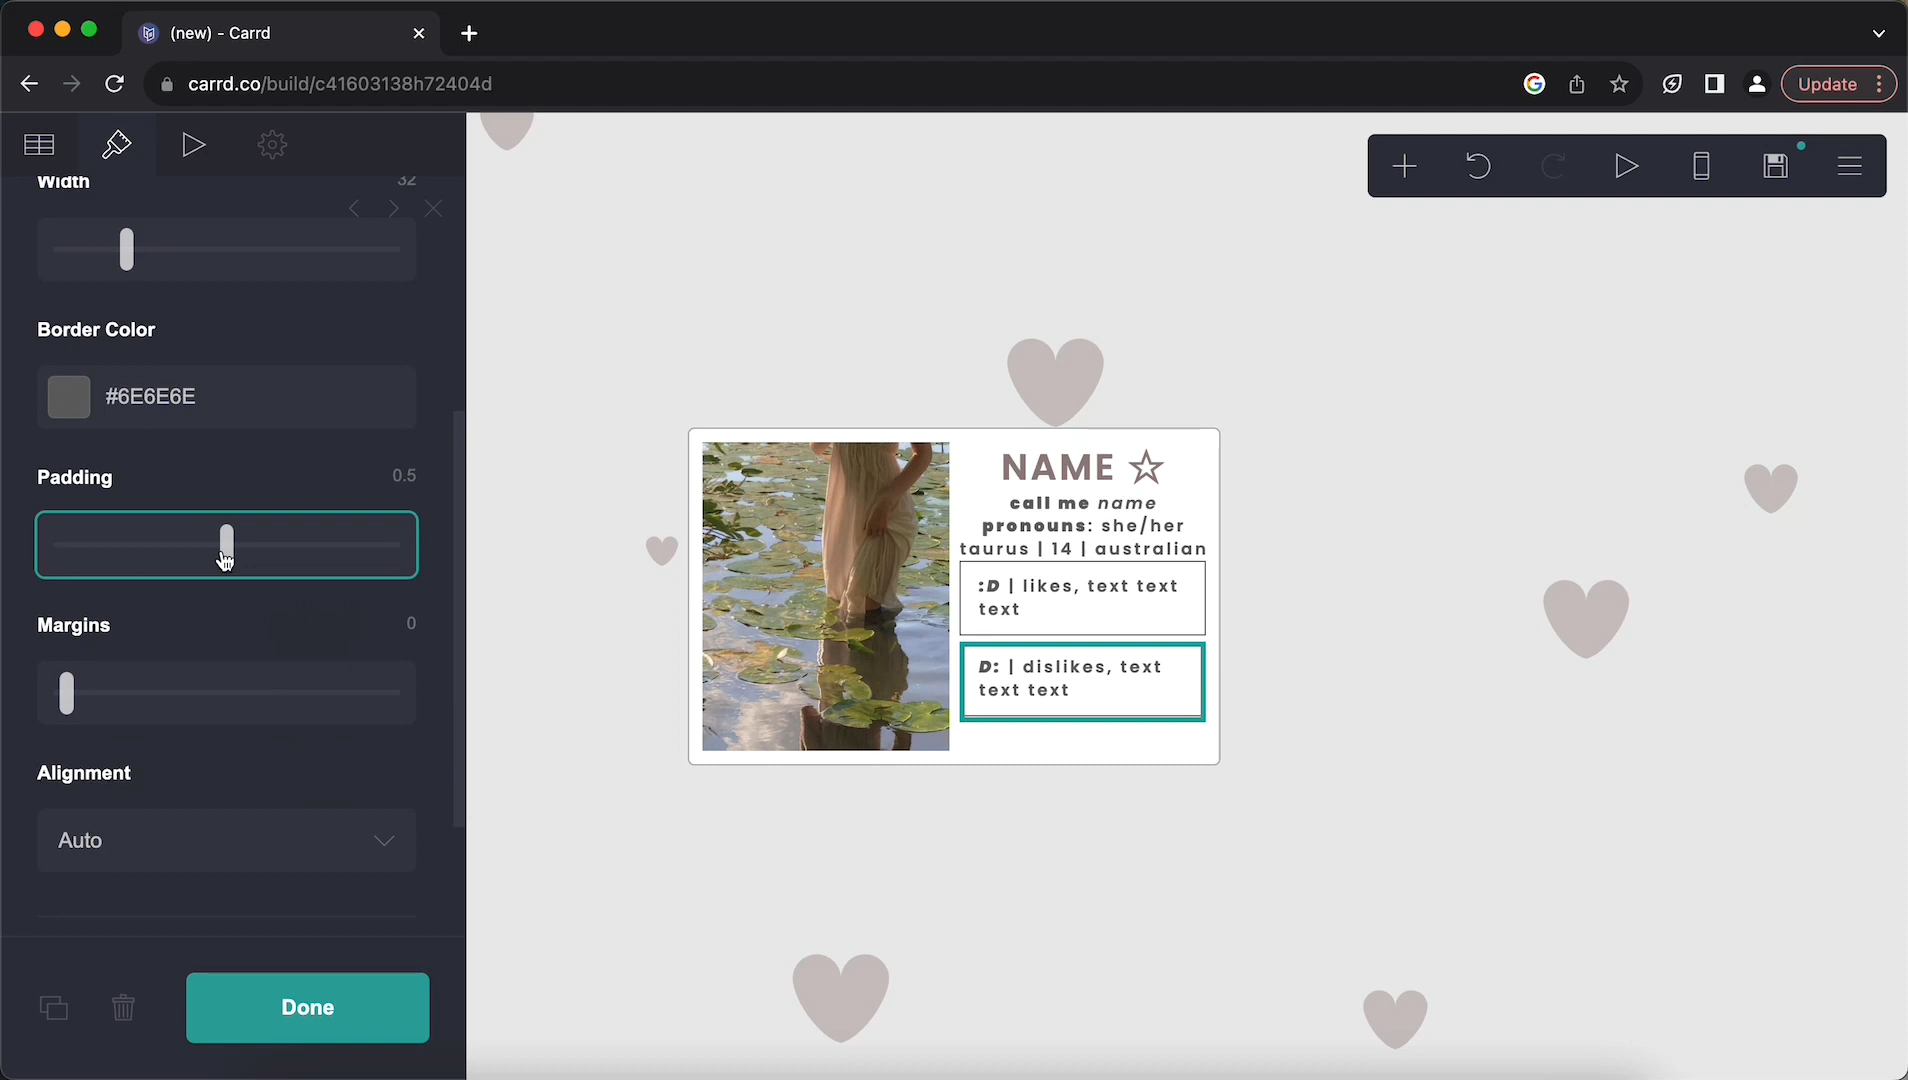 (new) - Carrd
carrd.co/build/c41603138h72404d
Update
Width
32
Border Color
#6E6E6E
Padding
0.5
Margins
0
Alignment
Auto
Done
NAME ☆
call me name
pronouns: she/her
taurus | 14 | australian
:D | likes, text text
text
D: | dislikes, text
text text